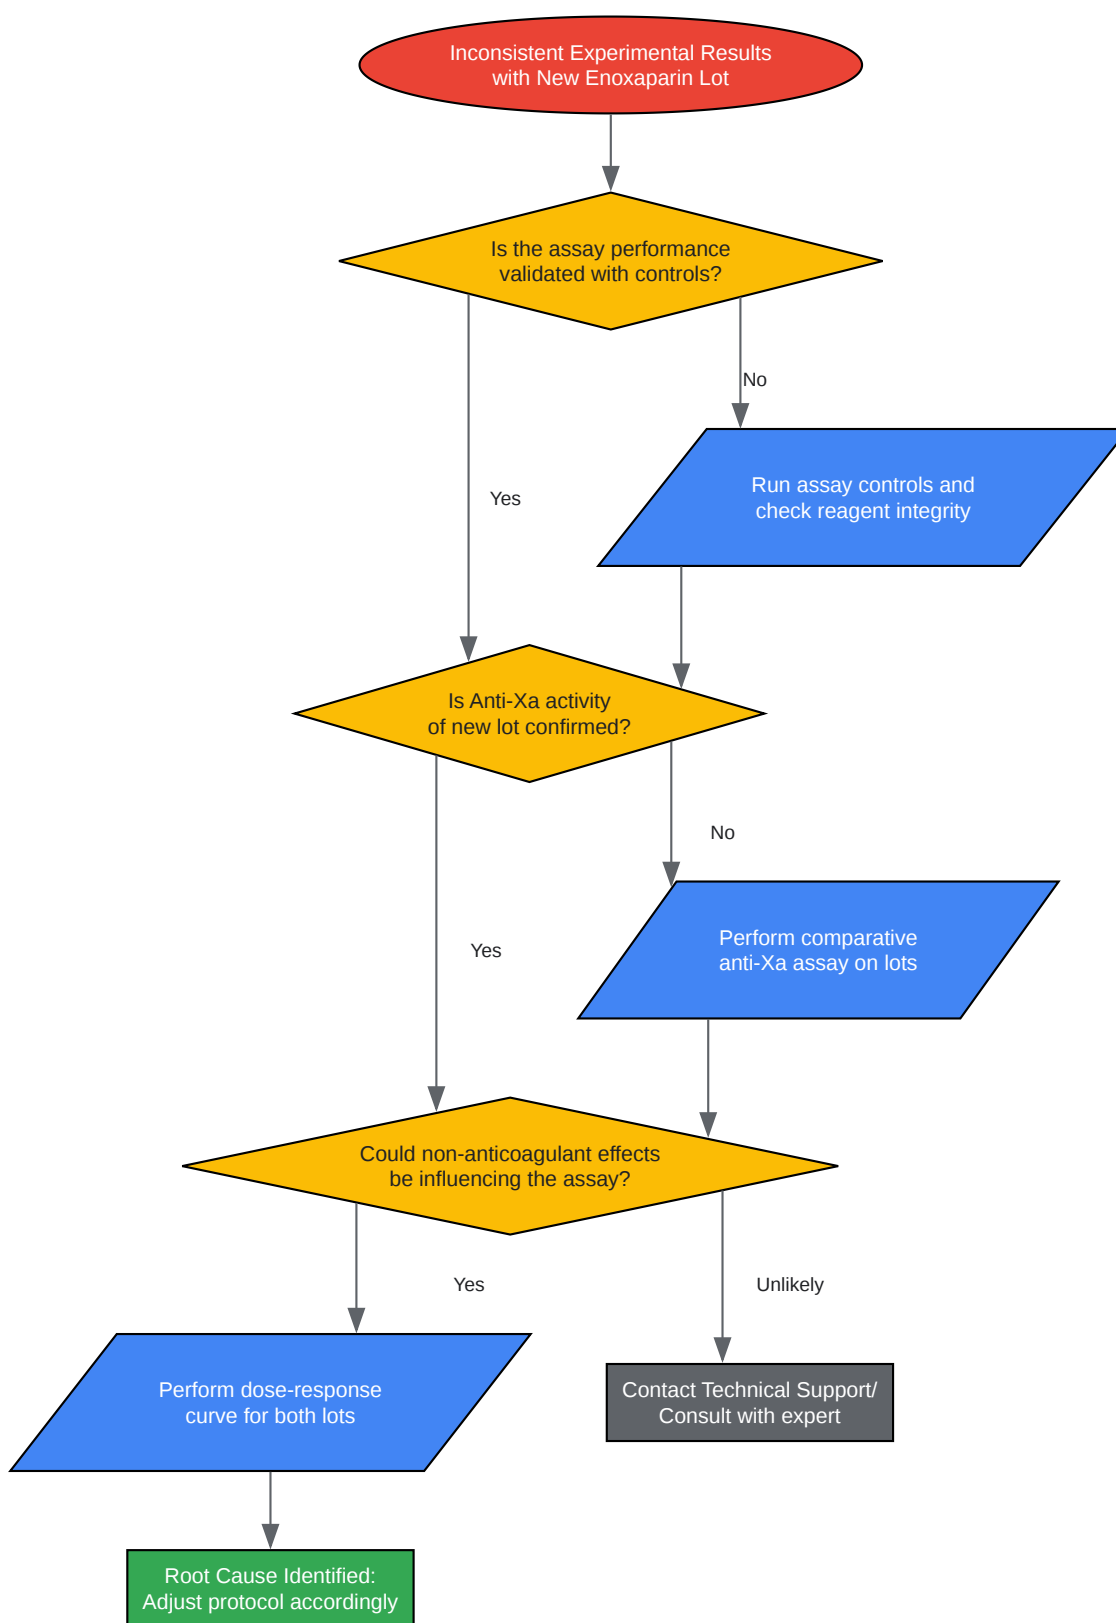 Inconsistent Experimental Results
with New Enoxaparin Lot
Is the assay performance
validated with controls?
No
Yes
Run assay controls and
check reagent integrity
Is Anti-Xa activity
of new lot confirmed?
No
Yes
Perform comparative
anti-Xa assay on lots
Could non-anticoagulant effects
be influencing the assay?
Yes
Unlikely
Perform dose-response
curve for both lots
Contact Technical Support/
Consult with expert
Root Cause Identified:
Adjust protocol accordingly